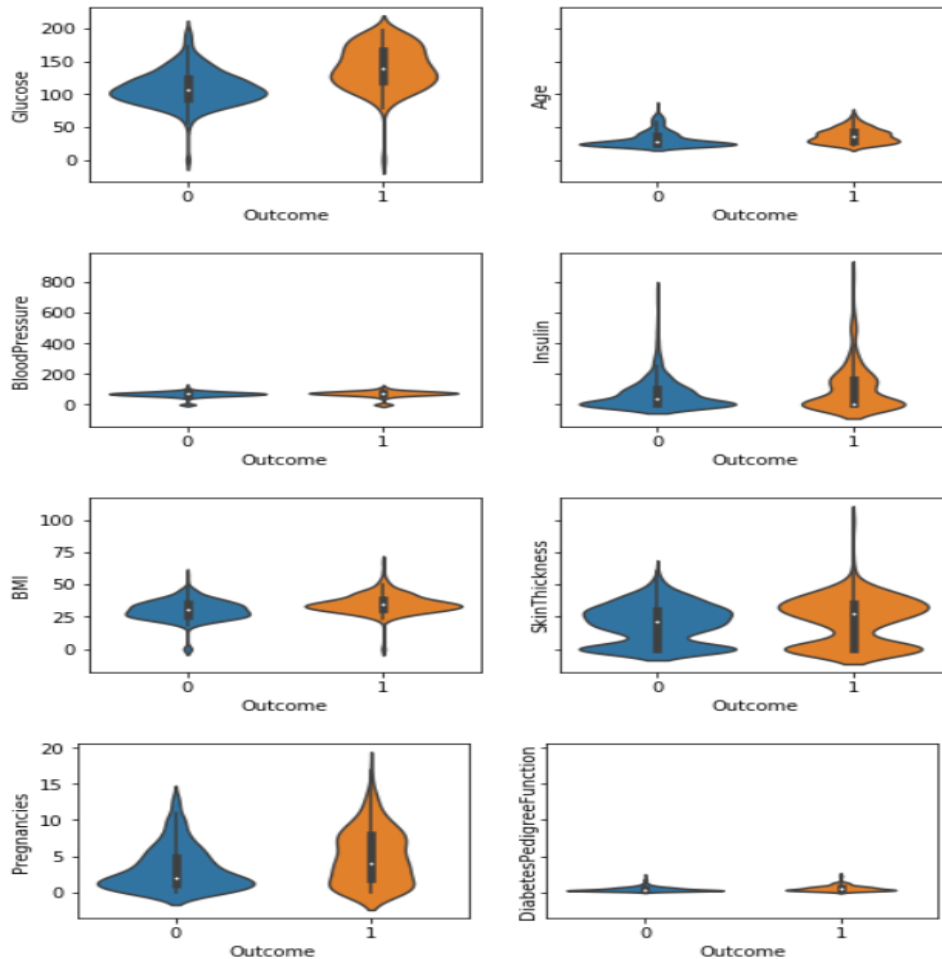 Glucose
200
150
100
50
0
0 1
Outcome
Age
0 1
Outcome
BloodPressure
800
600
400
200
0
0 1
Outcome
Insulin
0 1
Outcome
BMI
100
75
50
25
0
0 1
Outcome
SkinThickness
0 1
Outcome
Pregnancies
20
15
10
5
0
0 1
Outcome
DiabetesPedigreeFunction
0 1
Outcome